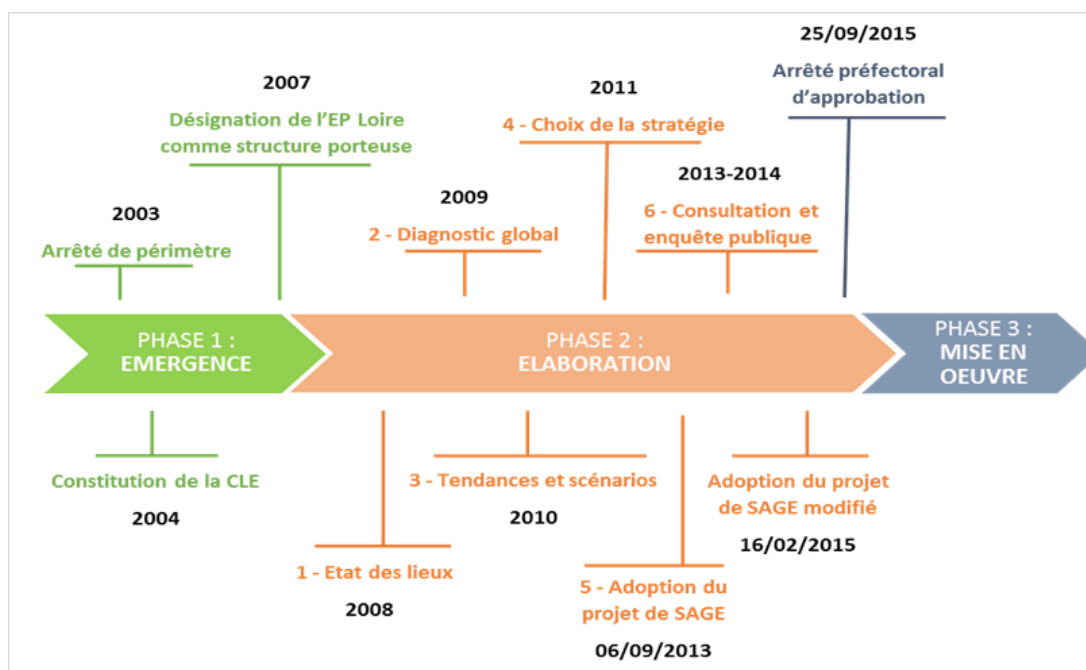 25/09/2015
Arrêté préfectoral
d’approbation
2007
Désignation de l’EP Loire
comme structure porteuse
2011
4 - Choix de la stratégie
2013-2014
6 - Consultation et
enquête publique
2003
Arrêté de périmètre
2009
2 - Diagnostic global
PHASE 1 :
EMERGENCE
PHASE 2 :
ELABORATION
PHASE 3 :
MISE EN
OEUVRE
Constitution de la CLE
2004
3 - Tendances et scénarios
2010
Adoption du projet
de SAGE modifié
16/02/2015
1 - Etat des lieux
2008
5 - Adoption du
projet de SAGE
06/09/2013